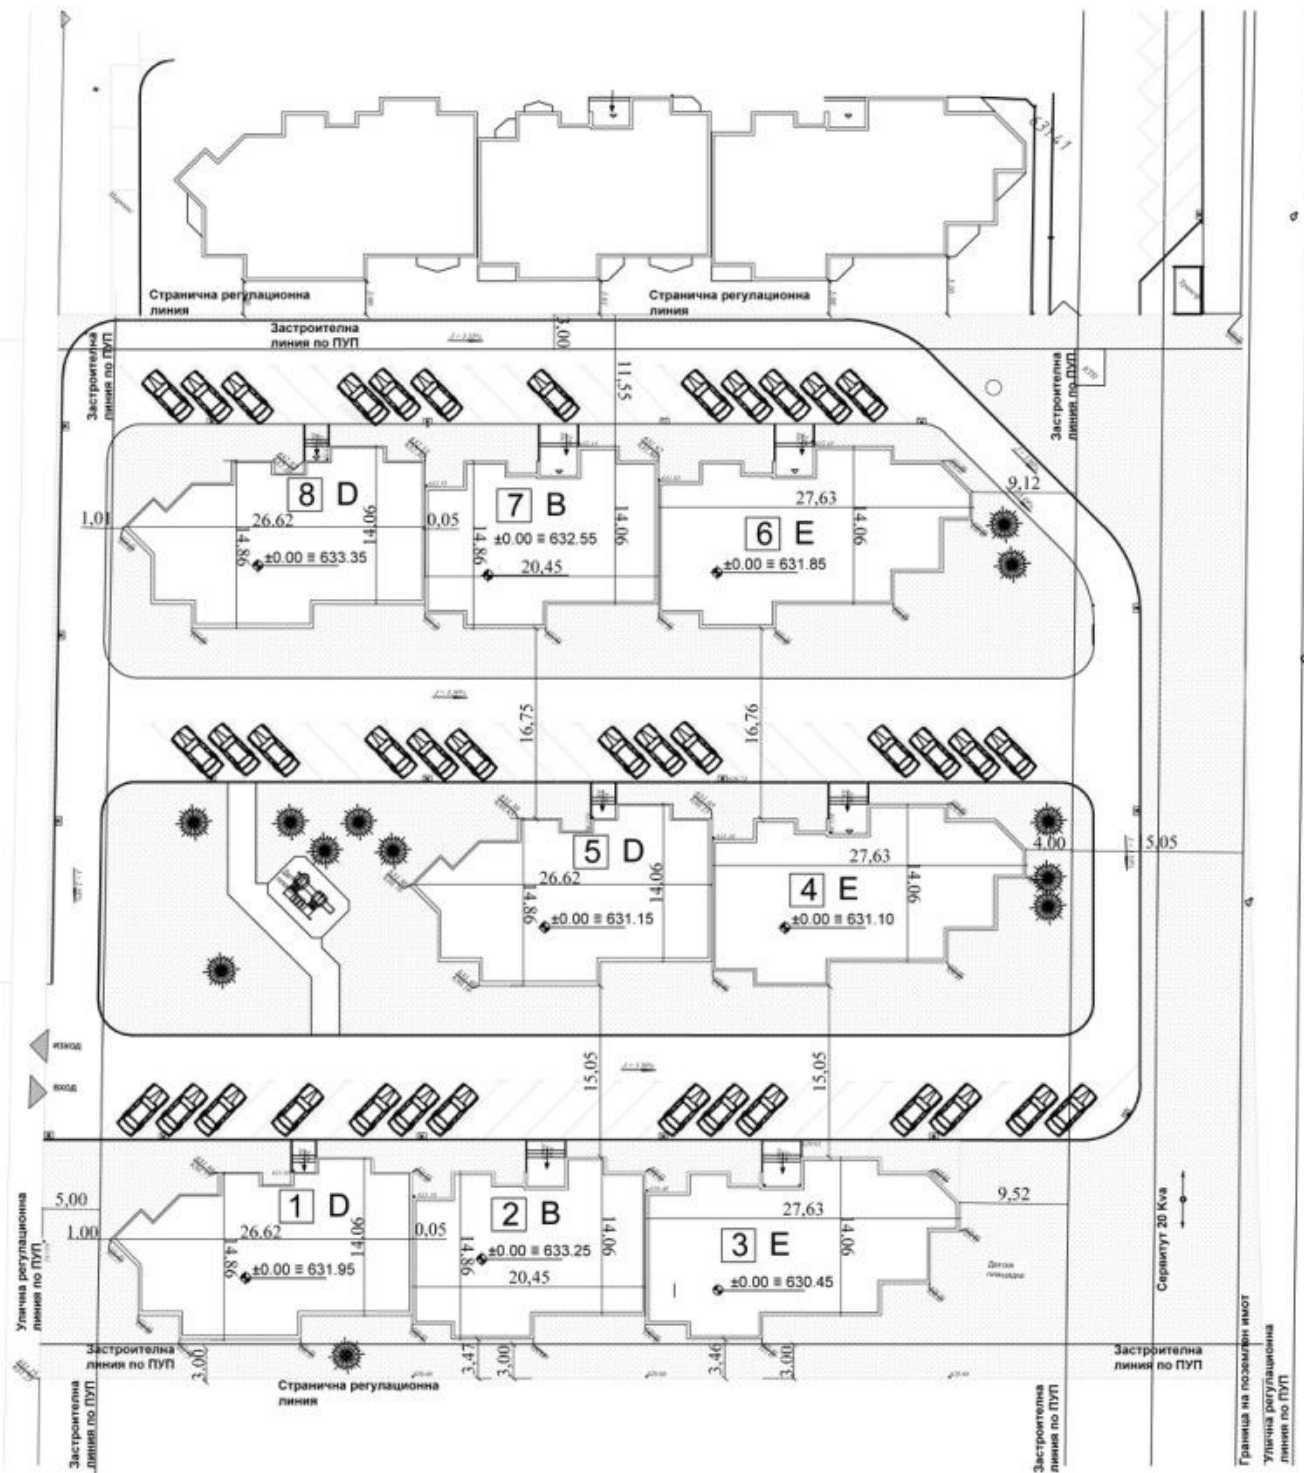 631.41
Странична регулационна
линия
Странична регулационна
линия
Застроителна
линия по ПУП
Застроителна
линия по ПУП
3,00
11,55
Застроителна
линия по ПУП
8 D
26.62
14,06
14,86
±0.00 ≡ 633.35
1,01
0,05
7 B
±0.00 ≡ 632.55
14,86
14,06
20,45
6 E
27,63
14,06
±0.00 ≡ 631.85
9,12
16,75
16,76
5 D
26.62
14,06
14,86
±0.00 ≡ 631.15
4 E
27,63
14,06
±0.00 ≡ 631.10
4.00
15,05
изход
вход
15,05
15,05
5,00
1.00
1 D
26.62
14,06
14,86
±0.00 ≡ 631.95
0,05
2 B
±0.00 ≡ 633.25
14,86
14,06
20,45
3 E
27,63
14,06
±0.00 ≡ 630.45
9,52
Детска
площадка
Сервитут 20 Kva
Улична регулационна
линия по ПУП
Застроителна
линия по ПУП
3,00
3,47
3,00
3,46
3,00
Застроителна
линия по ПУП
Странична регулационна
линия
Застроителна
линия по ПУП
Застроителна
линия по ПУП
Граница на поземлен имот
Улична регулационна
линия по ПУП